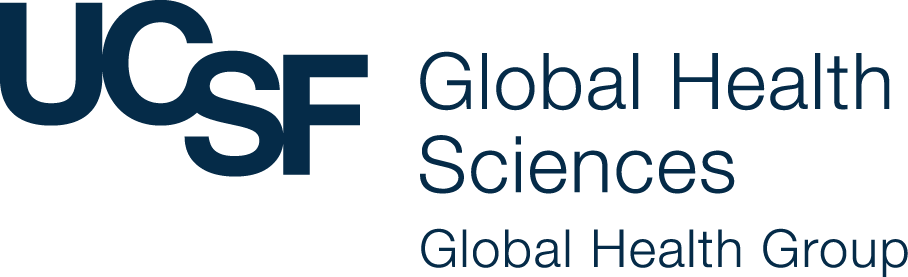 UCSF
Global Health
Sciences
Global Health Group